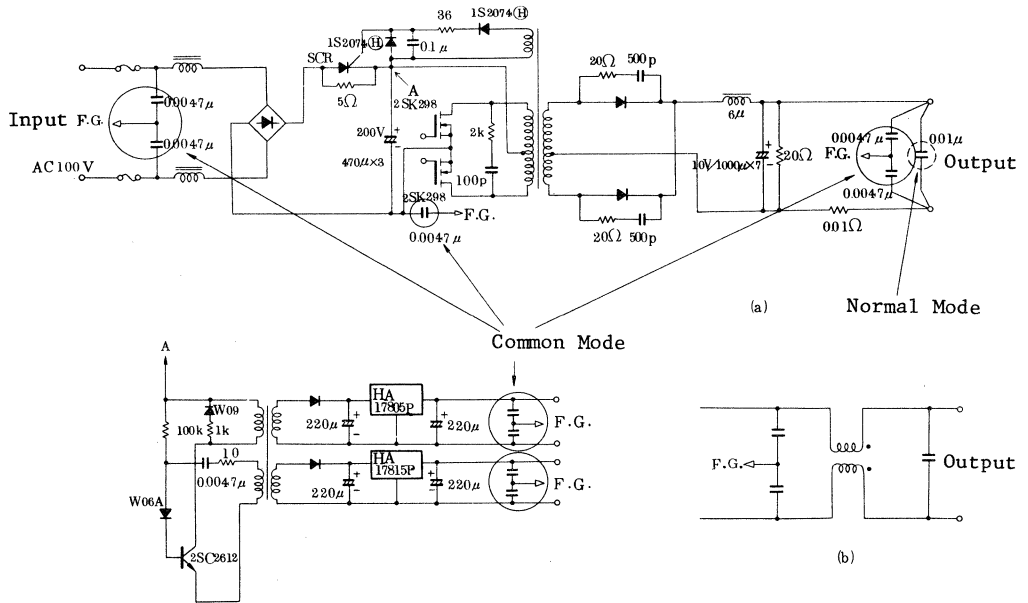 36
1S2074Ⓗ
1S2074Ⓗ
0.1μ
SCR
5Ω
A
2SK298
200V
+
-
470μ×3
2k
100p
2SK298
F.G.
0.0047μ
Input
F.G.
0.0047μ
0.0047μ
AC100V
20Ω
500p
6μ
20Ω
500p
+
-
10V/1000μ×7
20Ω
0.0047μ
F.G.
0.0047μ
0.01μ
Output
0.01Ω
(a)
Normal Mode
Common Mode
A
W09
100k
1k
10
0.0047μ
W06A
2SC2612
+
-
220μ
HA
17805P
+
-
220μ
F.G.
+
-
220μ
HA
17815P
+
-
220μ
F.G.
F.G.
Output
(b)